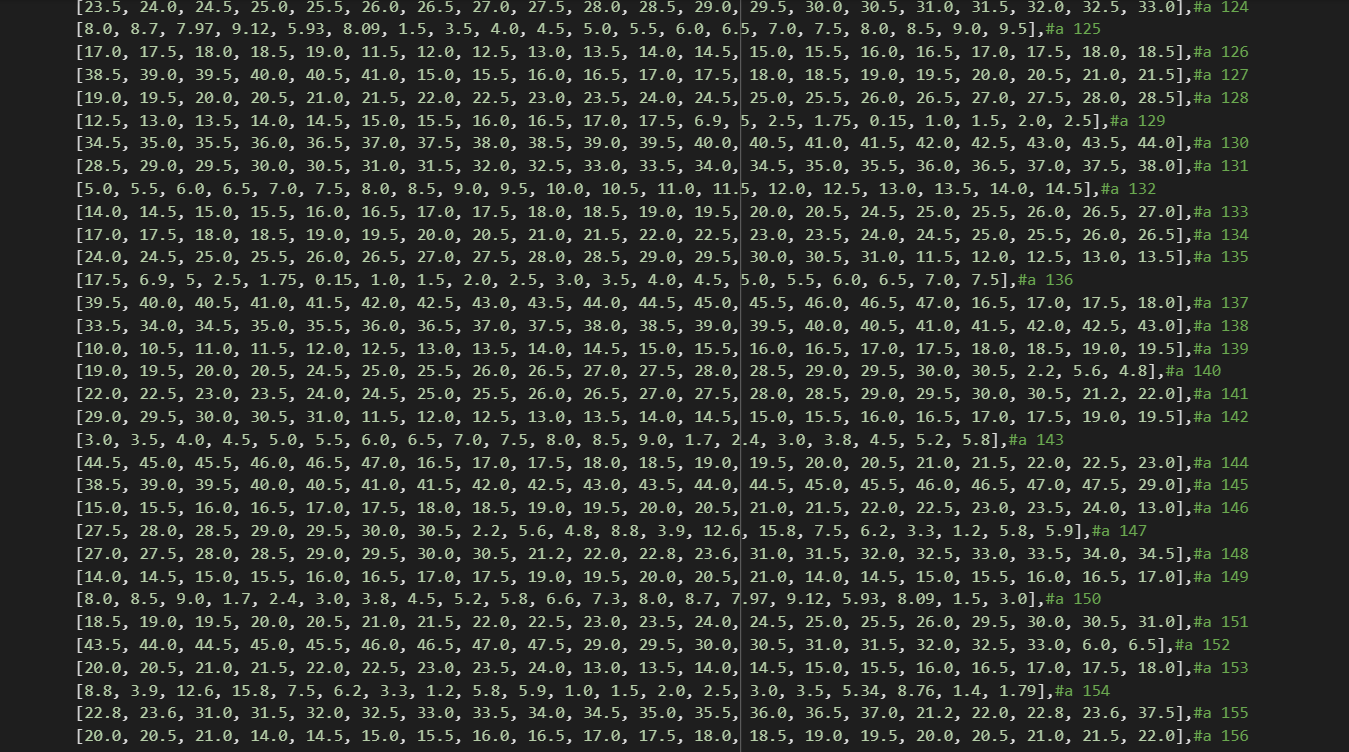 [23.5, 24.0, 24.5, 25.0, 25.5, 26.0, 26.5, 27.0, 27.5, 28.0, 28.5, 29.0, 29.5, 30.0, 30.5, 31.0, 31.5, 32.0, 32.5, 33.0],#a 124
[8.0, 8.7, 7.97, 9.12, 5.93, 8.09, 1.5, 3.5, 4.0, 4.5, 5.0, 5.5, 6.0, 6.5, 7.0, 7.5, 8.0, 8.5, 9.0, 9.5],#a 125
[17.0, 17.5, 18.0, 18.5, 19.0, 11.5, 12.0, 12.5, 13.0, 13.5, 14.0, 14.5, 15.0, 15.5, 16.0, 16.5, 17.0, 17.5, 18.0, 18.5],#a 126
[38.5, 39.0, 39.5, 40.0, 40.5, 41.0, 15.0, 15.5, 16.0, 16.5, 17.0, 17.5, 18.0, 18.5, 19.0, 19.5, 20.0, 20.5, 21.0, 21.5],#a 127
[19.0, 19.5, 20.0, 20.5, 21.0, 21.5, 22.0, 22.5, 23.0, 23.5, 24.0, 24.5, 25.0, 25.5, 26.0, 26.5, 27.0, 27.5, 28.0, 28.5],#a 128
[12.5, 13.0, 13.5, 14.0, 14.5, 15.0, 15.5, 16.0, 16.5, 17.0, 17.5, 6.9, 5, 2.5, 1.75, 0.15, 1.0, 1.5, 2.0, 2.5],#a 129
[34.5, 35.0, 35.5, 36.0, 36.5, 37.0, 37.5, 38.0, 38.5, 39.0, 39.5, 40.0, 40.5, 41.0, 41.5, 42.0, 42.5, 43.0, 43.5, 44.0],#a 130
[28.5, 29.0, 29.5, 30.0, 30.5, 31.0, 31.5, 32.0, 32.5, 33.0, 33.5, 34.0, 34.5, 35.0, 35.5, 36.0, 36.5, 37.0, 37.5, 38.0],#a 131
[5.0, 5.5, 6.0, 6.5, 7.0, 7.5, 8.0, 8.5, 9.0, 9.5, 10.0, 10.5, 11.0, 11.5, 12.0, 12.5, 13.0, 13.5, 14.0, 14.5],#a 132
[14.0, 14.5, 15.0, 15.5, 16.0, 16.5, 17.0, 17.5, 18.0, 18.5, 19.0, 19.5, 20.0, 20.5, 24.5, 25.0, 25.5, 26.0, 26.5, 27.0],#a 133
[17.0, 17.5, 18.0, 18.5, 19.0, 19.5, 20.0, 20.5, 21.0, 21.5, 22.0, 22.5, 23.0, 23.5, 24.0, 24.5, 25.0, 25.5, 26.0, 26.5],#a 134
[24.0, 24.5, 25.0, 25.5, 26.0, 26.5, 27.0, 27.5, 28.0, 28.5, 29.0, 29.5, 30.0, 30.5, 31.0, 11.5, 12.0, 12.5, 13.0, 13.5],#a 135
[17.5, 6.9, 5, 2.5, 1.75, 0.15, 1.0, 1.5, 2.0, 2.5, 3.0, 3.5, 4.0, 4.5, 5.0, 5.5, 6.0, 6.5, 7.0, 7.5],#a 136
[39.5, 40.0, 40.5, 41.0, 41.5, 42.0, 42.5, 43.0, 43.5, 44.0, 44.5, 45.0, 45.5, 46.0, 46.5, 47.0, 16.5, 17.0, 17.5, 18.0],#a 137
[33.5, 34.0, 34.5, 35.0, 35.5, 36.0, 36.5, 37.0, 37.5, 38.0, 38.5, 39.0, 39.5, 40.0, 40.5, 41.0, 41.5, 42.0, 42.5, 43.0],#a 138
[10.0, 10.5, 11.0, 11.5, 12.0, 12.5, 13.0, 13.5, 14.0, 14.5, 15.0, 15.5, 16.0, 16.5, 17.0, 17.5, 18.0, 18.5, 19.0, 19.5],#a 139
[19.0, 19.5, 20.0, 20.5, 24.5, 25.0, 25.5, 26.0, 26.5, 27.0, 27.5, 28.0, 28.5, 29.0, 29.5, 30.0, 30.5, 2.2, 5.6, 4.8],#a 140
[22.0, 22.5, 23.0, 23.5, 24.0, 24.5, 25.0, 25.5, 26.0, 26.5, 27.0, 27.5, 28.0, 28.5, 29.0, 29.5, 30.0, 30.5, 21.2, 22.0],#a 141
[29.0, 29.5, 30.0, 30.5, 31.0, 11.5, 12.0, 12.5, 13.0, 13.5, 14.0, 14.5, 15.0, 15.5, 16.0, 16.5, 17.0, 17.5, 19.0, 19.5],#a 142
[3.0, 3.5, 4.0, 4.5, 5.0, 5.5, 6.0, 6.5, 7.0, 7.5, 8.0, 8.5, 9.0, 1.7, 2.4, 3.0, 3.8, 4.5, 5.2, 5.8],#a 143
[44.5, 45.0, 45.5, 46.0, 46.5, 47.0, 16.5, 17.0, 17.5, 18.0, 18.5, 19.0, 19.5, 20.0, 20.5, 21.0, 21.5, 22.0, 22.5, 23.0],#a 144
[38.5, 39.0, 39.5, 40.0, 40.5, 41.0, 41.5, 42.0, 42.5, 43.0, 43.5, 44.0, 44.5, 45.0, 45.5, 46.0, 46.5, 47.0, 47.5, 29.0],#a 145
[15.0, 15.5, 16.0, 16.5, 17.0, 17.5, 18.0, 18.5, 19.0, 19.5, 20.0, 20.5, 21.0, 21.5, 22.0, 22.5, 23.0, 23.5, 24.0, 13.0],#a 146
[27.5, 28.0, 28.5, 29.0, 29.5, 30.0, 30.5, 2.2, 5.6, 4.8, 8.8, 3.9, 12.6, 15.8, 7.5, 6.2, 3.3, 1.2, 5.8, 5.9],#a 147
[27.0, 27.5, 28.0, 28.5, 29.0, 29.5, 30.0, 30.5, 21.2, 22.0, 22.8, 23.6, 31.0, 31.5, 32.0, 32.5, 33.0, 33.5, 34.0, 34.5],#a 148
[14.0, 14.5, 15.0, 15.5, 16.0, 16.5, 17.0, 17.5, 19.0, 19.5, 20.0, 20.5, 21.0, 14.0, 14.5, 15.0, 15.5, 16.0, 16.5, 17.0],#a 149
[8.0, 8.5, 9.0, 1.7, 2.4, 3.0, 3.8, 4.5, 5.2, 5.8, 6.6, 7.3, 8.0, 8.7, 7.97, 9.12, 5.93, 8.09, 1.5, 3.0],#a 150
[18.5, 19.0, 19.5, 20.0, 20.5, 21.0, 21.5, 22.0, 22.5, 23.0, 23.5, 24.0, 24.5, 25.0, 25.5, 26.0, 29.5, 30.0, 30.5, 31.0],#a 151
[43.5, 44.0, 44.5, 45.0, 45.5, 46.0, 46.5, 47.0, 47.5, 29.0, 29.5, 30.0, 30.5, 31.0, 31.5, 32.0, 32.5, 33.0, 6.0, 6.5],#a 152
[20.0, 20.5, 21.0, 21.5, 22.0, 22.5, 23.0, 23.5, 24.0, 13.0, 13.5, 14.0, 14.5, 15.0, 15.5, 16.0, 16.5, 17.0, 17.5, 18.0],#a 153
[8.8, 3.9, 12.6, 15.8, 7.5, 6.2, 3.3, 1.2, 5.8, 5.9, 1.0, 1.5, 2.0, 2.5, 3.0, 3.5, 5.34, 8.76, 1.4, 1.79],#a 154
[22.8, 23.6, 31.0, 31.5, 32.0, 32.5, 33.0, 33.5, 34.0, 34.5, 35.0, 35.5, 36.0, 36.5, 37.0, 21.2, 22.0, 22.8, 23.6, 37.5],#a 155
[20.0, 20.5, 21.0, 14.0, 14.5, 15.0, 15.5, 16.0, 16.5, 17.0, 17.5, 18.0, 18.5, 19.0, 19.5, 20.0, 20.5, 21.0, 21.5, 22.0],#a 156